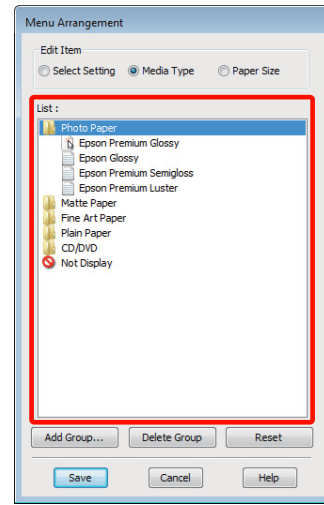 Menu Arrangement
Edit Item
Select Setting Media Type Paper Size
List :
Photo Paper
Epson Premium Glossy
Epson Glossy
Epson Premium Semigloss
Epson Premium Luster
Matte Paper
Fine Art Paper
Plain Paper
CD/DVD
Not Display
Add Group... Delete Group Reset
Save Cancel Help